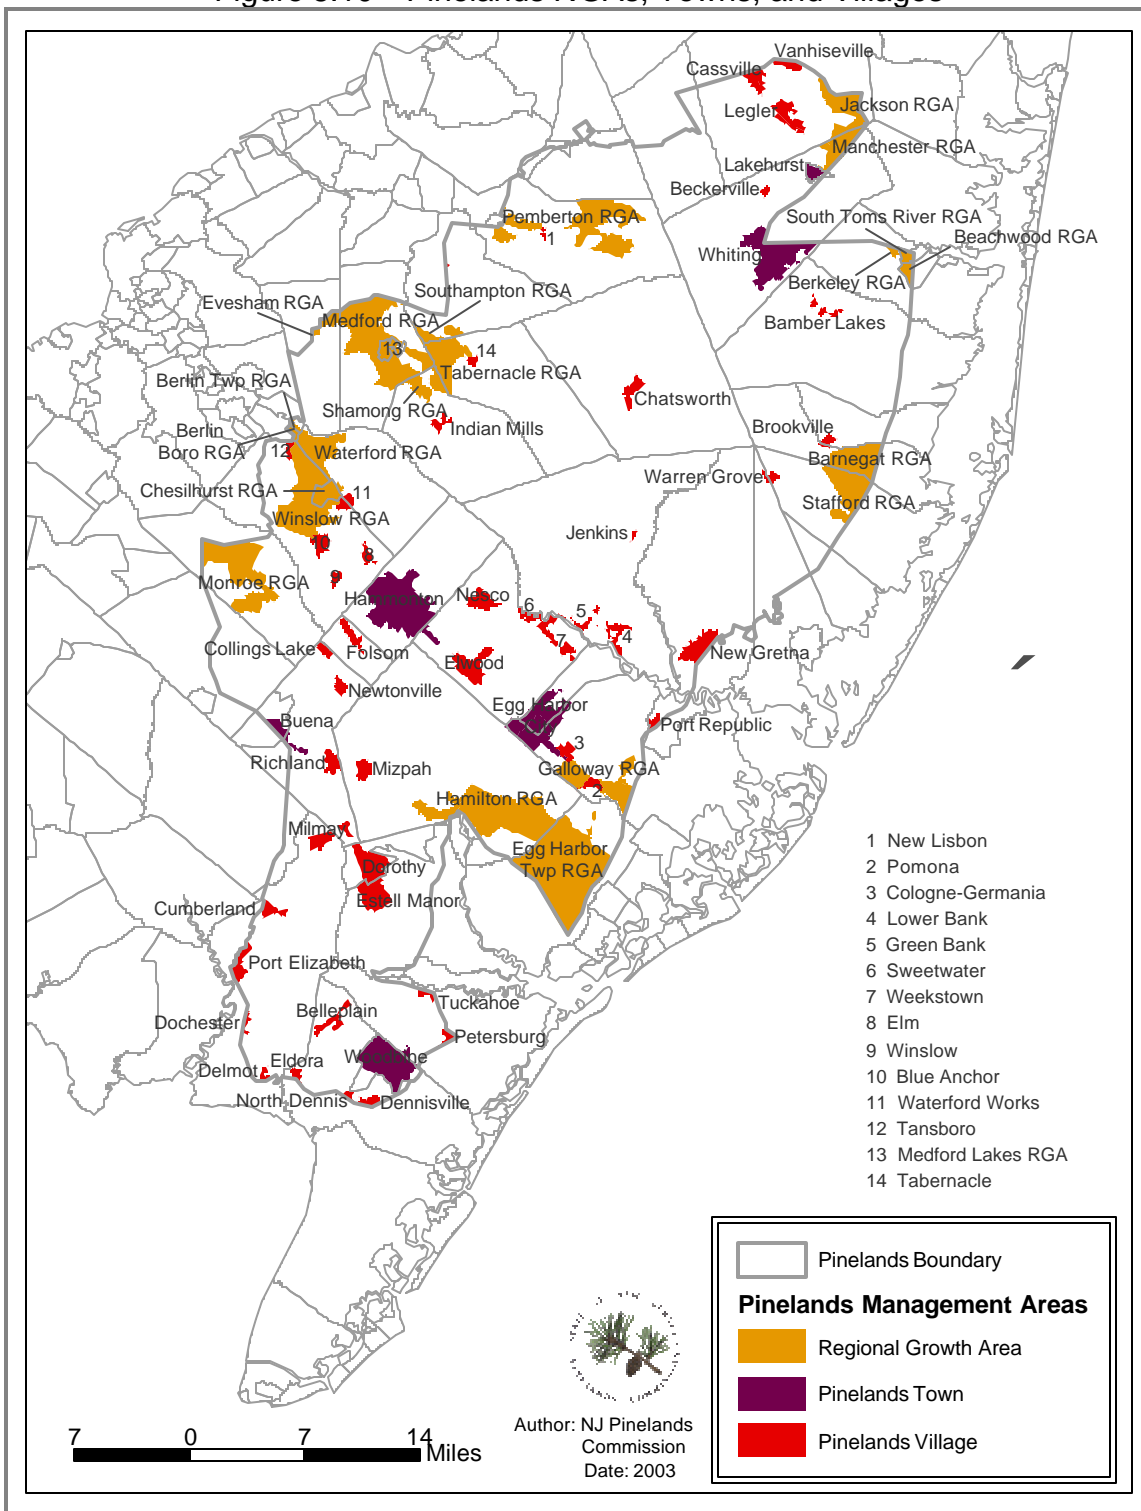 Vanhiseville
Cassville
Legler
Jackson RGA
Manchester RGA
Lakehurst
Beckerville
Pemberton RGA
1
South Toms River RGA
Beachwood RGA
Whiting
Berkeley RGA
Southampton RGA
Evesham RGA
Medford RGA
Bamber Lakes
13
14
Tabernacle RGA
Berlin Twp RGA
Chatsworth
Shamong RGA
Berlin
Boro RGA
Indian Mills
Brookville
12
Waterford RGA
Barnegat RGA
Warren Grove
Chesilhurst RGA
11
Stafford RGA
Winslow RGA
Jenkins
10
8
9
Monroe RGA
Hammonton
Nesco
6
5
4
7
Collings Lake
Folsom
Elwood
New Gretna
Newtonville
Egg Harbor
Buena
Port Republic
3
Richland
Mizpah
Galloway RGA
2
Hamilton RGA
Milmay
Egg Harbor
Twp RGA
Dorothy
Estell Manor
Cumberland
Port Elizabeth
Tuckahoe
Belleplain
Dochester
Petersburg
Woodbine
Eldora
Delmot
North Dennis
Dennisville
1 New Lisbon
2 Pomona
3 Cologne-Germania
4 Lower Bank
5 Green Bank
6 Sweetwater
7 Weekstown
8 Elm
9 Winslow
10 Blue Anchor
11 Waterford Works
12 Tansboro
13 Medford Lakes RGA
14 Tabernacle
Pinelands Boundary
Pinelands Management Areas
Regional Growth Area
Pinelands Town
Pinelands Village
Author: NJ Pinelands
Commission
Date: 2003
7 0 7 14
Miles